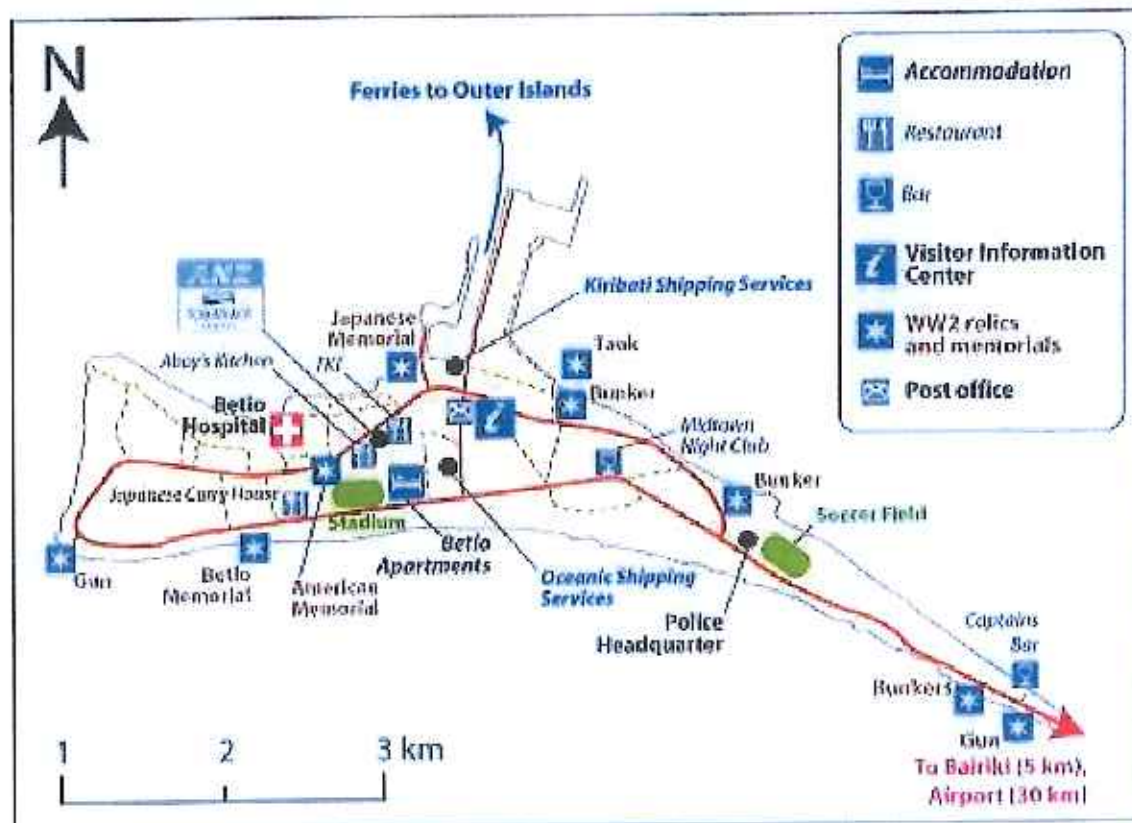 N
Ferries to Outer Islands
Accommodation
Restaurant
Bar
Visitor Information
Center
WW2 relics
and memorials
Post office
ANZ
Kiribati Shipping Services
Japanese
Memorial
Tank
Bunker
Betio
Hospital
Midtown
Night Club
Japanese Curry House
Bunker
Soccer Field
Stadium
Betio
Apartments
Gun
Betio
Memorial
American
Memorial
Oceanic Shipping
Services
Police
Headquarter
Captains
Bar
Bunkers
Gun
To Bairiki (5 km),
Airport (30 km)
1 2 3 km